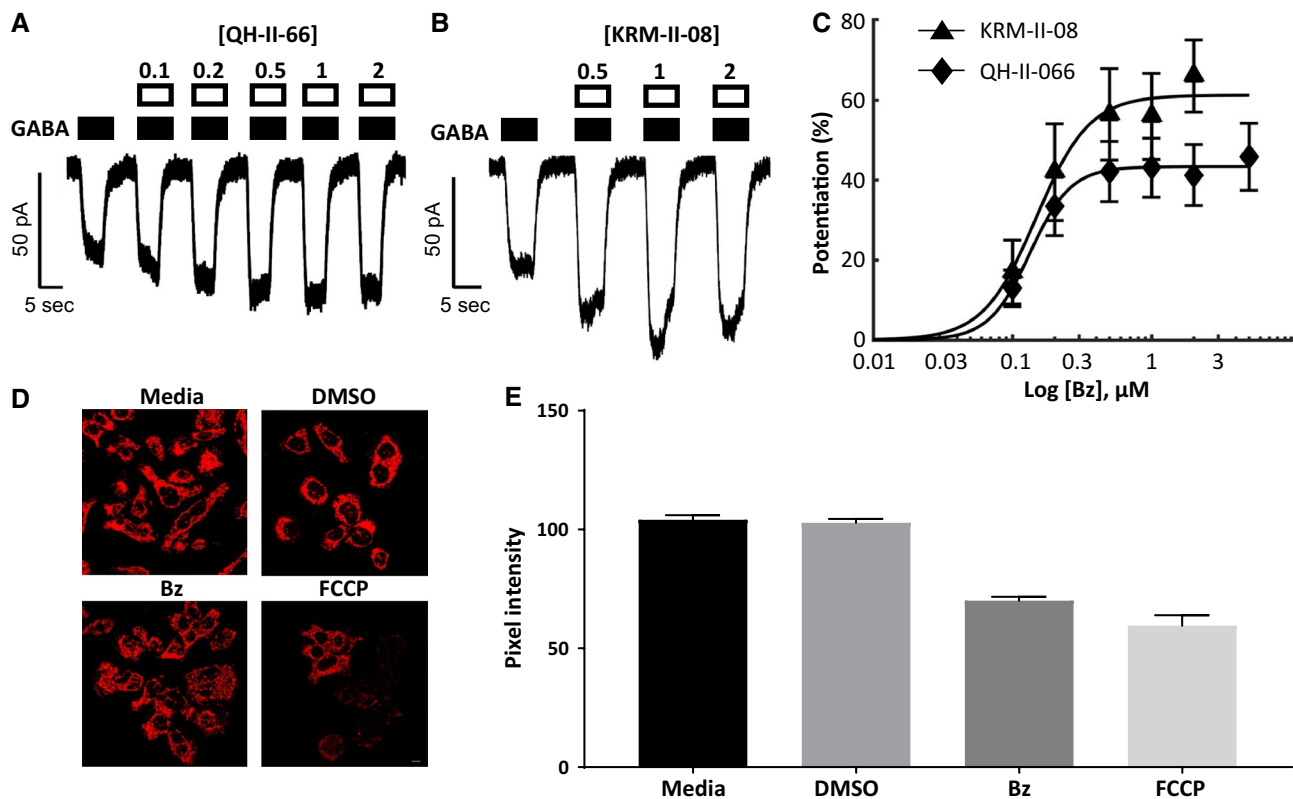 A
[QH-II-66]
0.1 0.2 0.5 1 2
GABA
50 pA
5 sec
B
[KRM-II-08]
0.5 1 2
50 pA
5 sec
C
KRM-II-08
QH-II-066
Potentiation (%)
80
60
40
20
0
0.01 0.03 0.1 0.3 1 3
Log [Bz], µM
D
Media DMSO
Bz FCCP
E
Pixel intensity
150
100
50
0
Media DMSO Bz FCCP